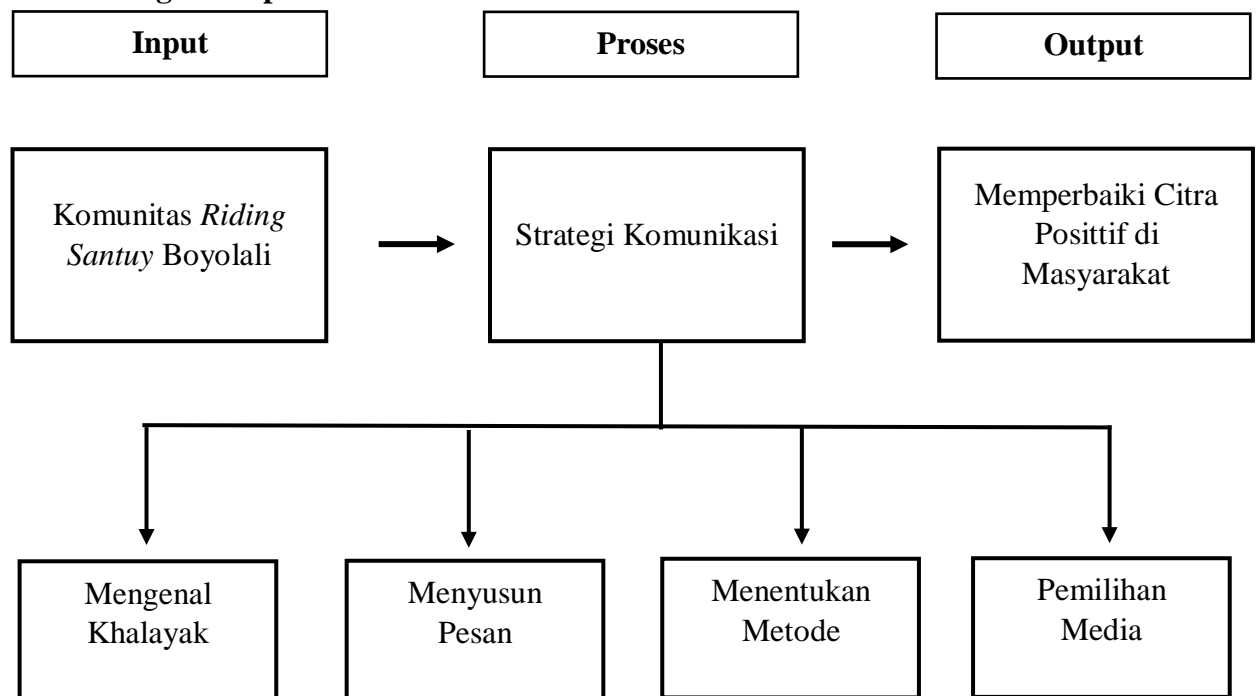 Input
Proses
Output
Komunitas Riding
Santuy Boyolali
Strategi Komunikasi
Memperbaiki Citra
Posittif di
Masyarakat
Mengenal
Khalayak
Menyusun
Pesan
Menentukan
Metode
Pemilihan
Media